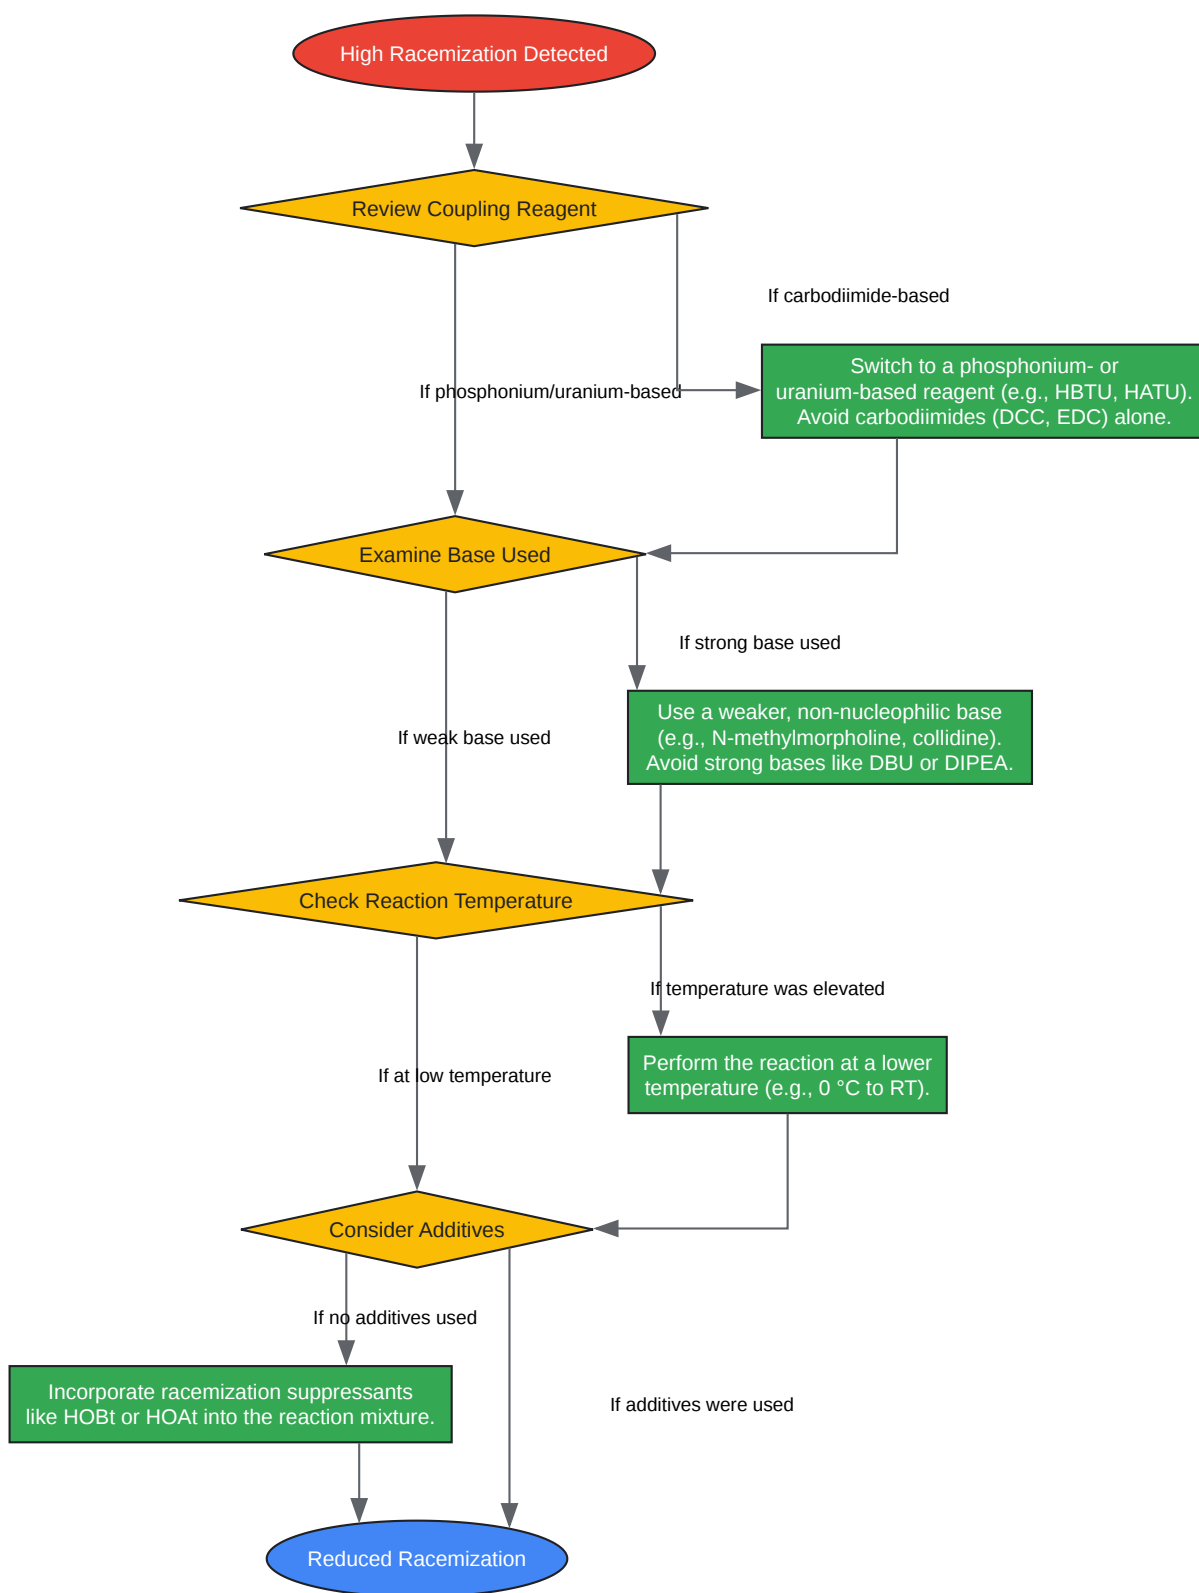 High Racemization Detected
Review Coupling Reagent
If carbodiimide-based
Switch to a phosphonium- or
uranium-based reagent (e.g., HBTU, HATU).
Avoid carbodiimides (DCC, EDC) alone.
If phosphonium/uranium-based
Examine Base Used
If strong base used
Use a weaker, non-nucleophilic base
(e.g., N-methylmorpholine, collidine).
Avoid strong bases like DBU or DIPEA.
If weak base used
Check Reaction Temperature
If temperature was elevated
Perform the reaction at a lower
temperature (e.g., 0 °C to RT).
If at low temperature
Consider Additives
If no additives used
Incorporate racemization suppressants
like HOBt or HOAt into the reaction mixture.
If additives were used
Reduced Racemization